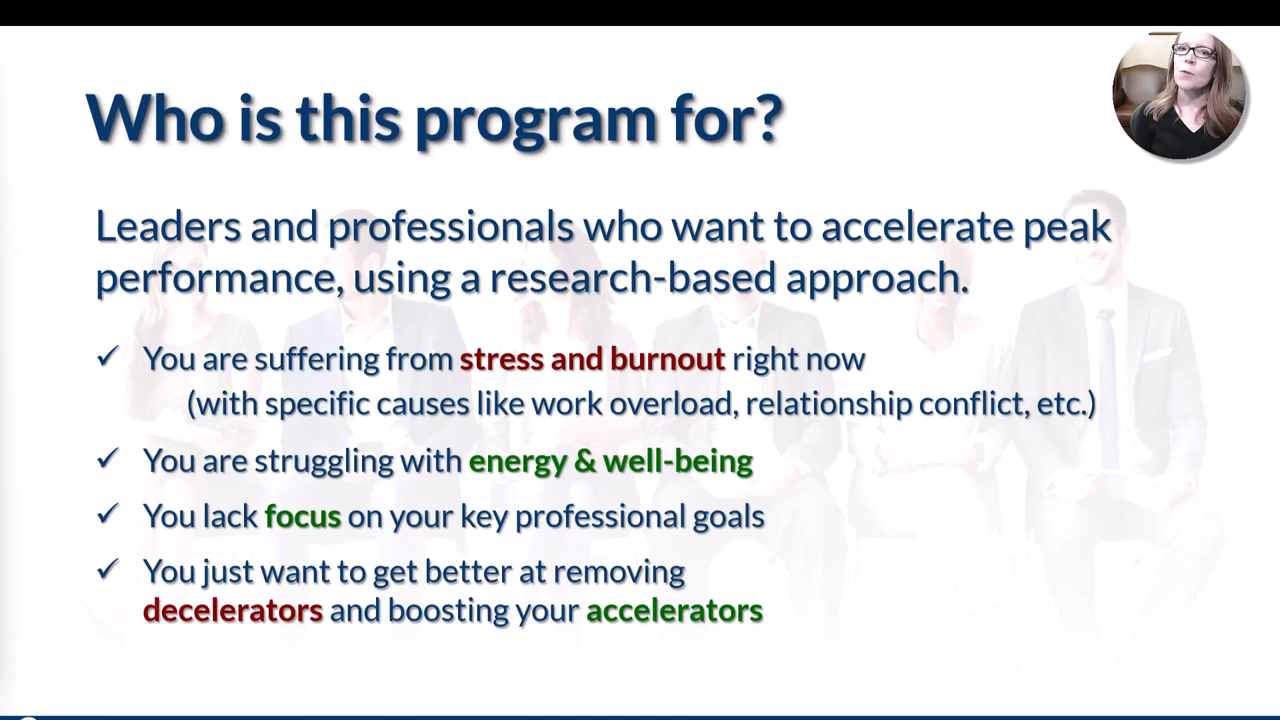 Who is this program for?
Leaders and professionals who want to accelerate peak
performance, using a research-based approach.
✓ You are suffering from stress and burnout right now
(with specific causes like work overload, relationship conflict, etc.)
✓ You are struggling with energy & well-being
✓ You lack focus on your key professional goals
✓ You just want to get better at removing
decelerators and boosting your accelerators